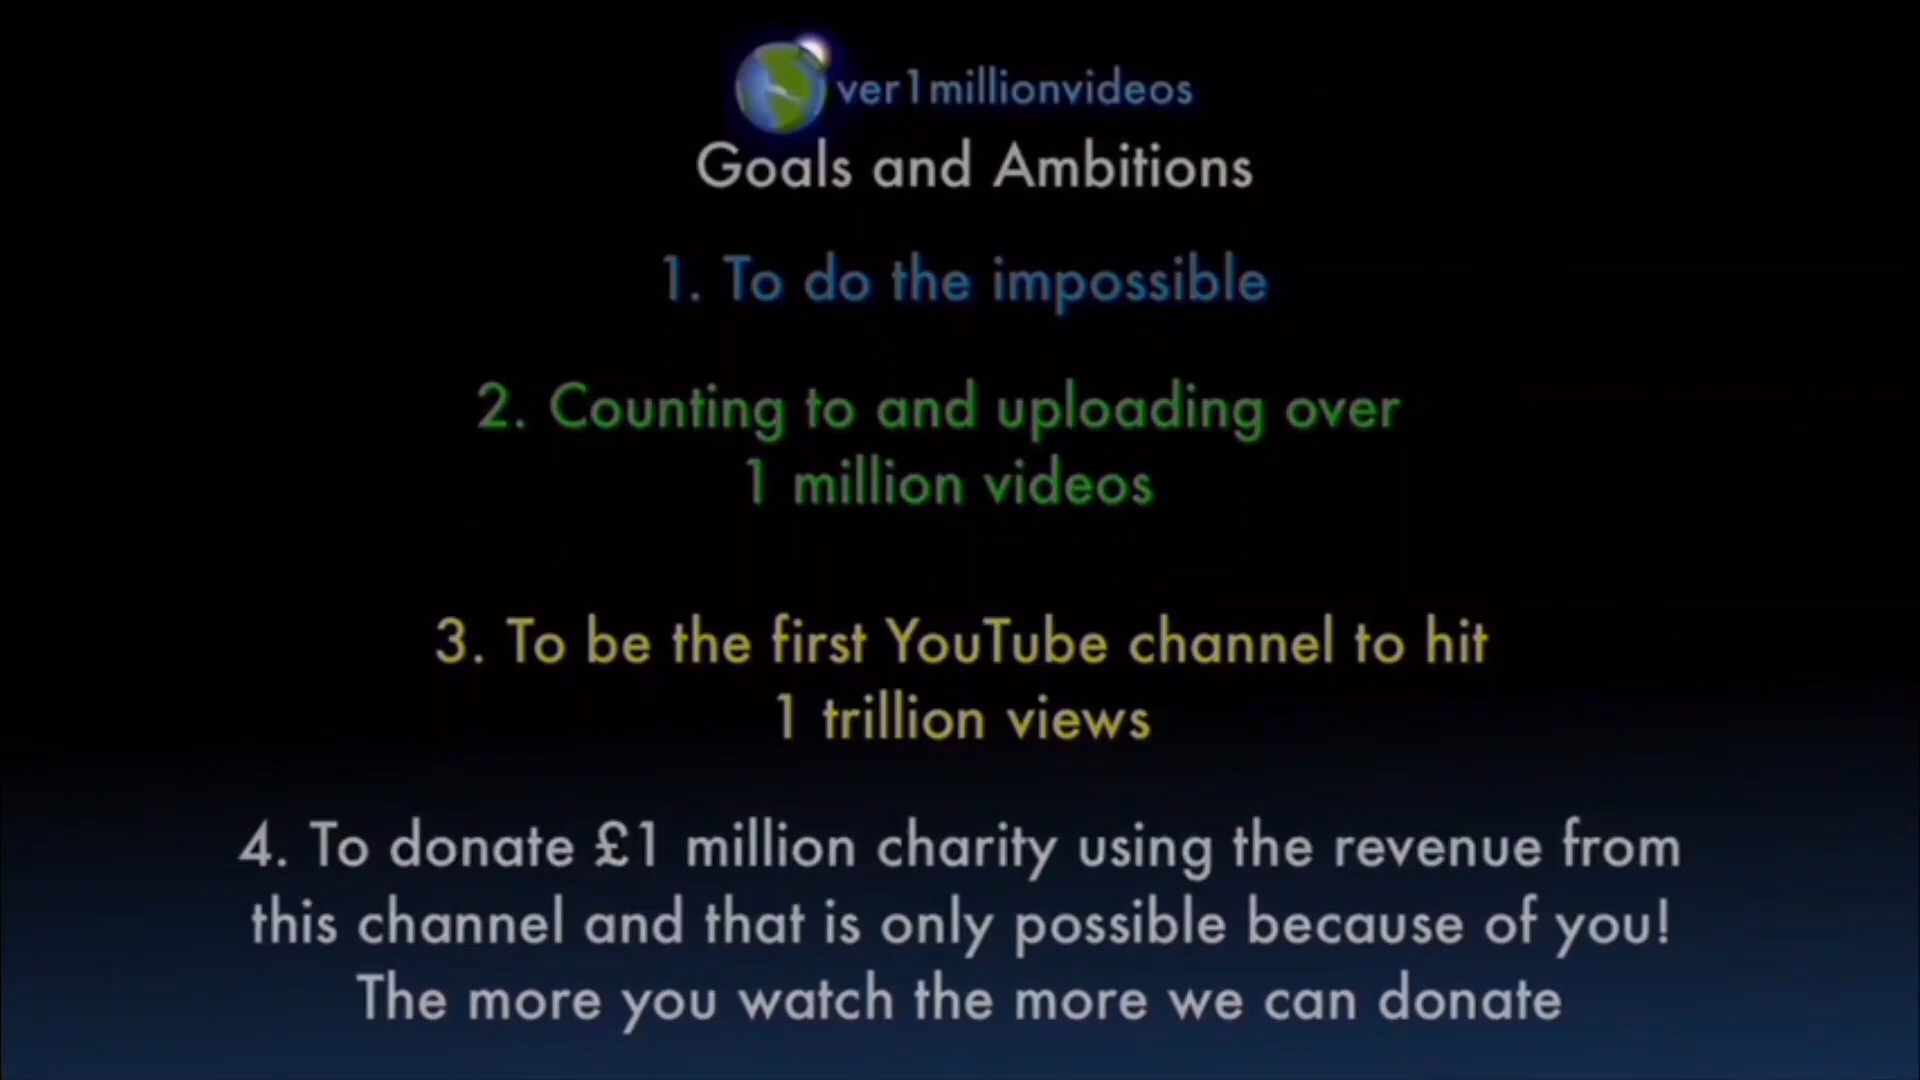 ver1millionvideos
Goals and Ambitions
1. To do the impossible
2. Counting to and uploading over
1 million videos
3. To be the first YouTube channel to hit
1 trillion views
4. To donate £1 million charity using the revenue from
this channel and that is only possible because of you!
The more you watch the more we can donate